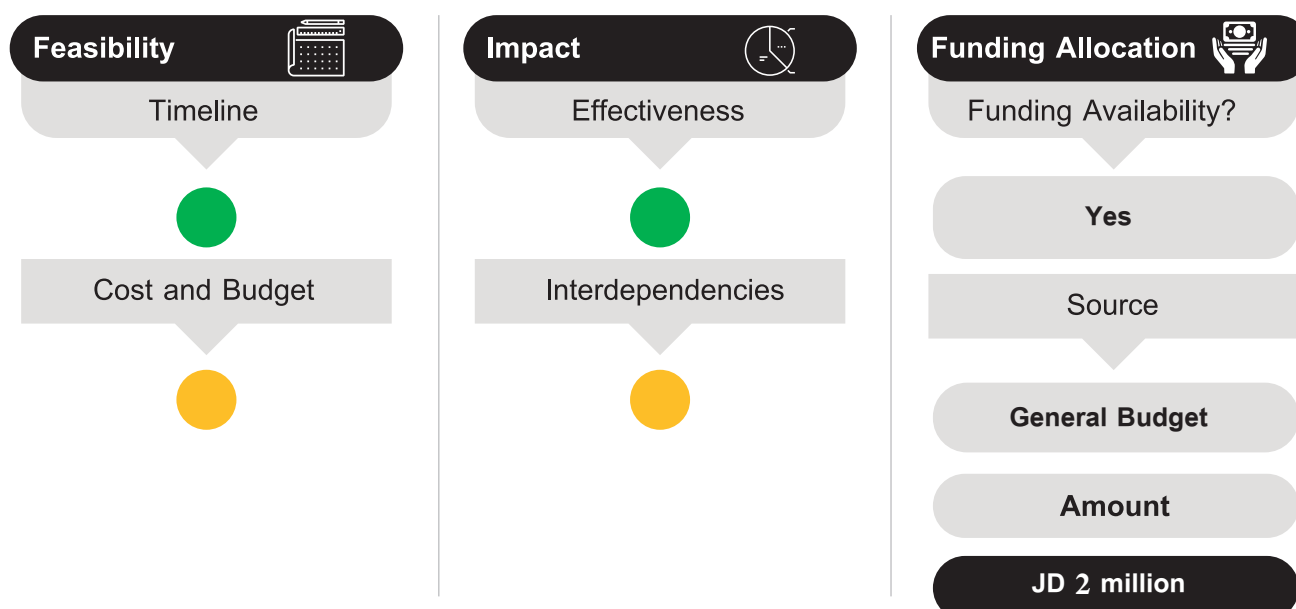 Feasibility
Timeline
Cost and Budget
Impact
Effectiveness
Interdependencies
Funding Allocation
Funding Availability?
Yes
Source
General Budget
Amount
JD 2 million